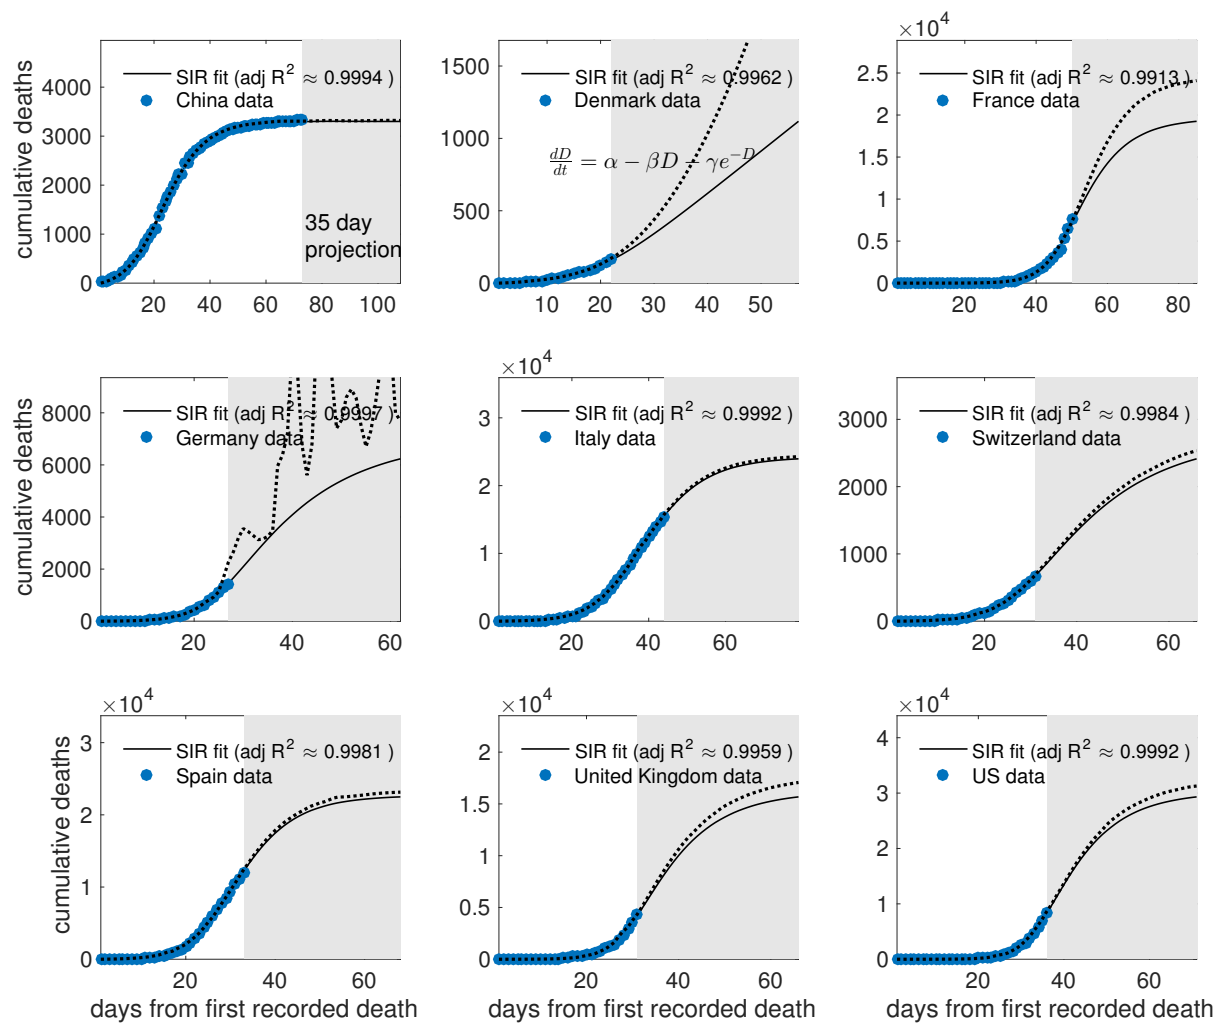 cumulative deaths
4000
3000
2000
1000
0
SIR fit (adj R² ≈ 0.9994 )
China data
35 day
projection
20 40 60 80 100
1500
1000
500
0
SIR fit (adj R² ≈ 0.9962 )
Denmark data
dD/dt = α − βD − γe^{−D}
10 20 30 40 50
×10⁴
2.5
2
1.5
1
0.5
0
SIR fit (adj R² ≈ 0.9913 )
France data
20 40 60 80
cumulative deaths
8000
6000
4000
2000
0
SIR fit (adj R² ≈ 0.9997 )
Germany data
20 40 60
×10⁴
3
2
1
0
SIR fit (adj R² ≈ 0.9992 )
Italy data
20 40 60
3000
2000
1000
0
SIR fit (adj R² ≈ 0.9984 )
Switzerland data
20 40 60
cumulative deaths
×10⁴
3
2
1
0
SIR fit (adj R² ≈ 0.9981 )
Spain data
20 40 60
days from first recorded death
×10⁴
2
1.5
1
0.5
0
SIR fit (adj R² ≈ 0.9959 )
United Kingdom data
20 40 60
days from first recorded death
×10⁴
4
3
2
1
0
SIR fit (adj R² ≈ 0.9992 )
US data
20 40 60
days from first recorded death